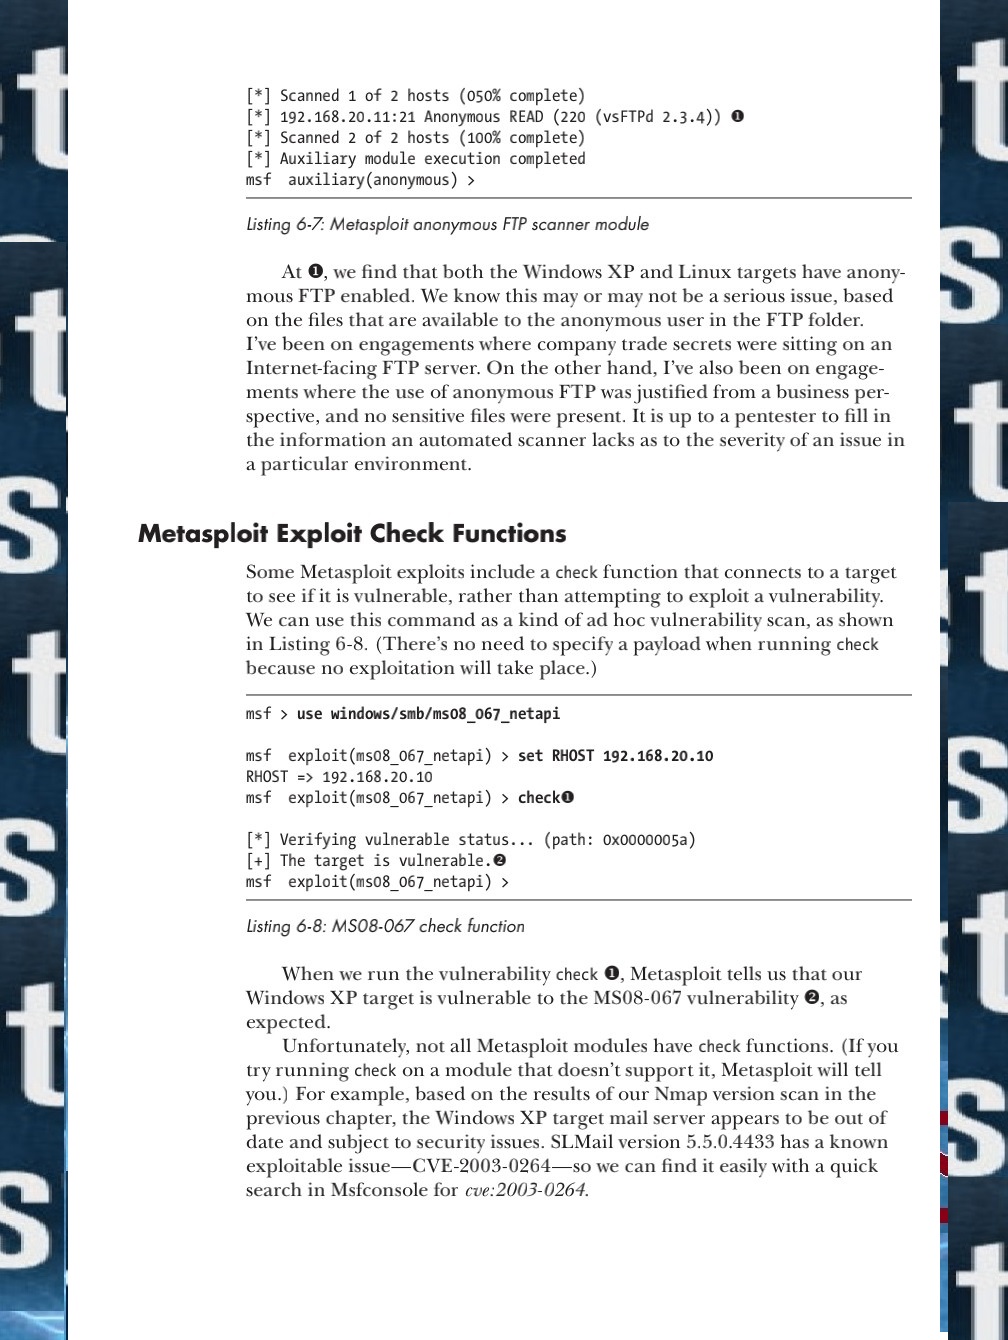 [*] Scanned 1 of 2 hosts (050% complete)
[*] 192.168.20.11:21 Anonymous READ (220 (vsFTPd 2.3.4)) ❶
[*] Scanned 2 of 2 hosts (100% complete)
[*] Auxiliary module execution completed
msf  auxiliary(anonymous) >
Listing 6-7: Metasploit anonymous FTP scanner module
At ❶, we find that both the Windows XP and Linux targets have anony-
mous FTP enabled. We know this may or may not be a serious issue, based
on the files that are available to the anonymous user in the FTP folder.
I've been on engagements where company trade secrets were sitting on an
Internet-facing FTP server. On the other hand, I've also been on engage-
ments where the use of anonymous FTP was justified from a business per-
spective, and no sensitive files were present. It is up to a pentester to fill in
the information an automated scanner lacks as to the severity of an issue in
a particular environment.
Metasploit Exploit Check Functions
Some Metasploit exploits include a check function that connects to a target
to see if it is vulnerable, rather than attempting to exploit a vulnerability.
We can use this command as a kind of ad hoc vulnerability scan, as shown
in Listing 6-8. (There's no need to specify a payload when running check
because no exploitation will take place.)
msf > use windows/smb/ms08_067_netapi
msf  exploit(ms08_067_netapi) > set RHOST 192.168.20.10
RHOST => 192.168.20.10
msf  exploit(ms08_067_netapi) > check❶
[*] Verifying vulnerable status... (path: 0x0000005a)
[+] The target is vulnerable.❷
msf  exploit(ms08_067_netapi) >
Listing 6-8: MS08-067 check function
When we run the vulnerability check ❶, Metasploit tells us that our
Windows XP target is vulnerable to the MS08-067 vulnerability ❷, as
expected.
Unfortunately, not all Metasploit modules have check functions. (If you
try running check on a module that doesn't support it, Metasploit will tell
you.) For example, based on the results of our Nmap version scan in the
previous chapter, the Windows XP target mail server appears to be out of
date and subject to security issues. SLMail version 5.5.0.4433 has a known
exploitable issue—CVE-2003-0264—so we can find it easily with a quick
search in Msfconsole for cve:2003-0264.